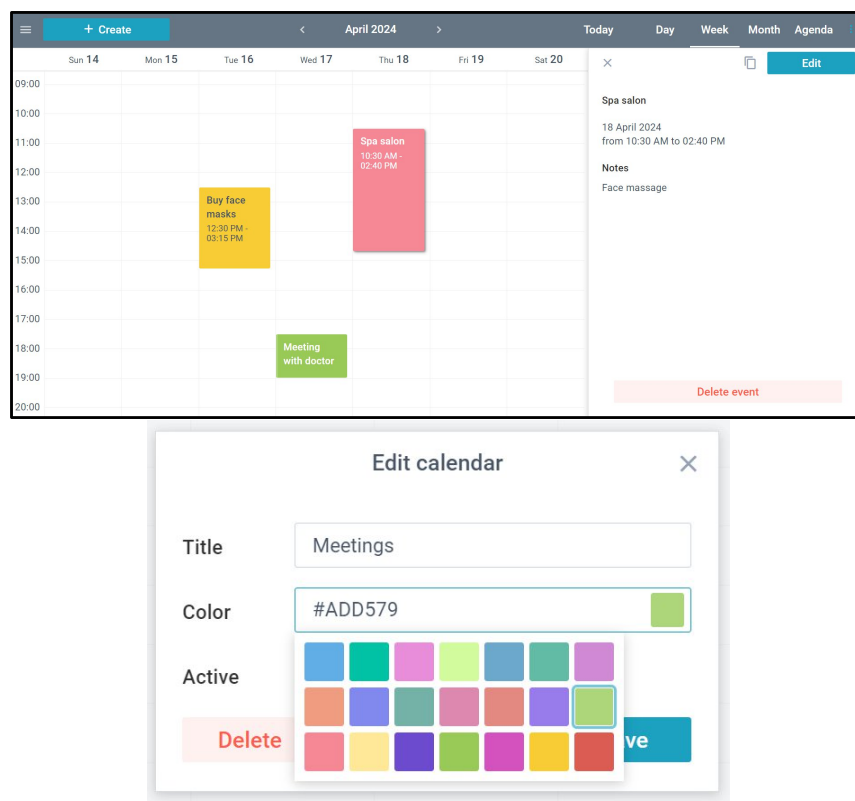 + Create
April 2024
Today
Day
Week
Month
Agenda
Sun 14
Mon 15
Tue 16
Wed 17
Thu 18
Fri 19
Sat 20
09:00
10:00
11:00
12:00
13:00
14:00
15:00
16:00
17:00
18:00
19:00
20:00
Buy face
masks
12:30 PM -
03:15 PM
Meeting
with doctor
Spa salon
10:30 AM -
02:40 PM
Edit
Spa salon
18 April 2024
from 10:30 AM to 02:40 PM
Notes
Face massage
Delete event
Edit calendar
Title
Meetings
Color
#ADD579
Active
Delete
ve